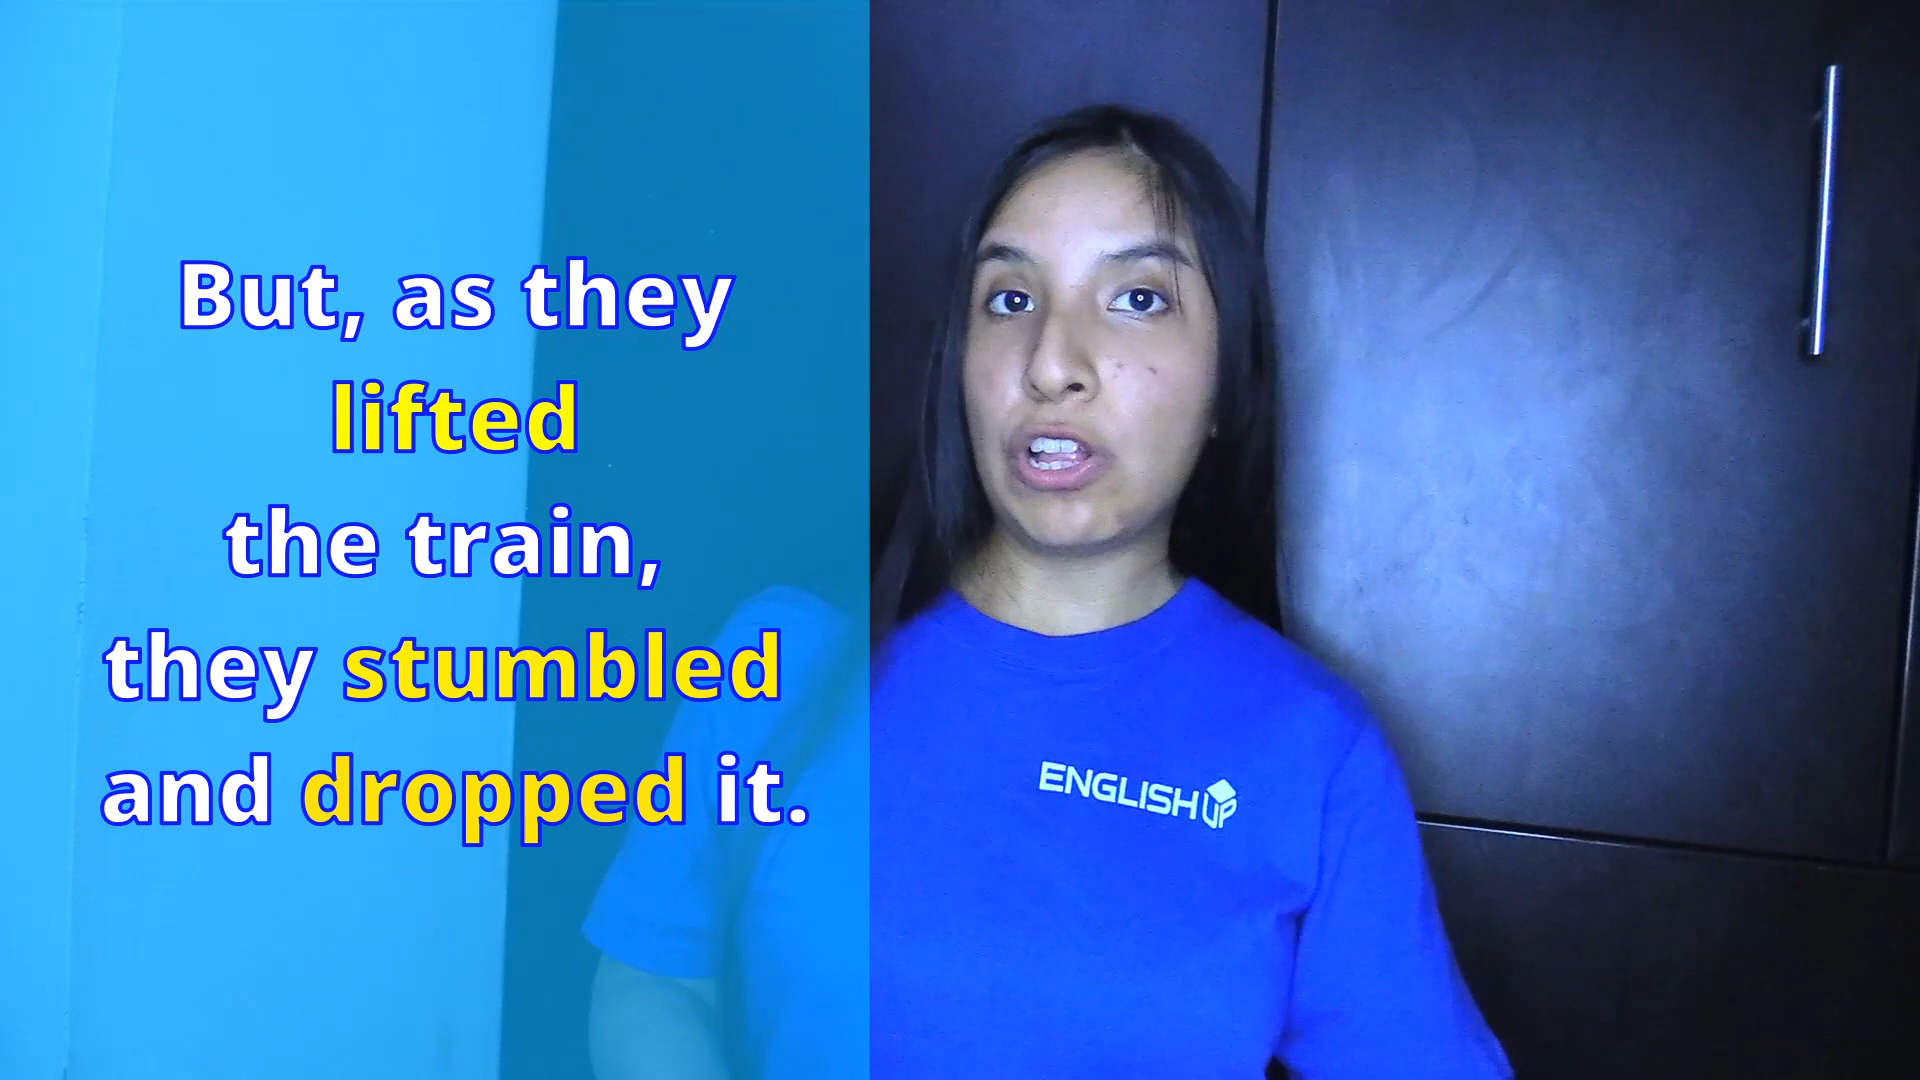 But, as they
lifted
the train,
they stumbled
and dropped it.
ENGLISH UP